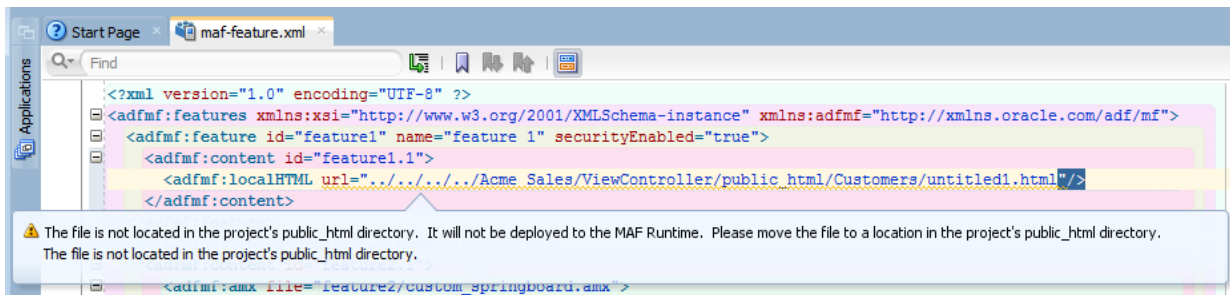 Start Page
maf-feature.xml
Applications
Find
<?xml version="1.0" encoding="UTF-8" ?>
<adfmf:features xmlns:xsi="http://www.w3.org/2001/XMLSchema-instance" xmlns:adfmf="http://xmlns.oracle.com/adf/mf">
<adfmf:feature id="feature1" name="feature 1" securityEnabled="true">
<adfmf:content id="feature1.1">
<adfmf:localHTML url="../../../../Acme Sales/ViewController/public_html/Customers/untitled1.html"/>
</adfmf:content>
The file is not located in the project's public_html directory. It will not be deployed to the MAF Runtime. Please move the file to a location in the project's public_html directory.
The file is not located in the project's public_html directory.
<adfmf:amx file="feature2/custom_springboard.amx">